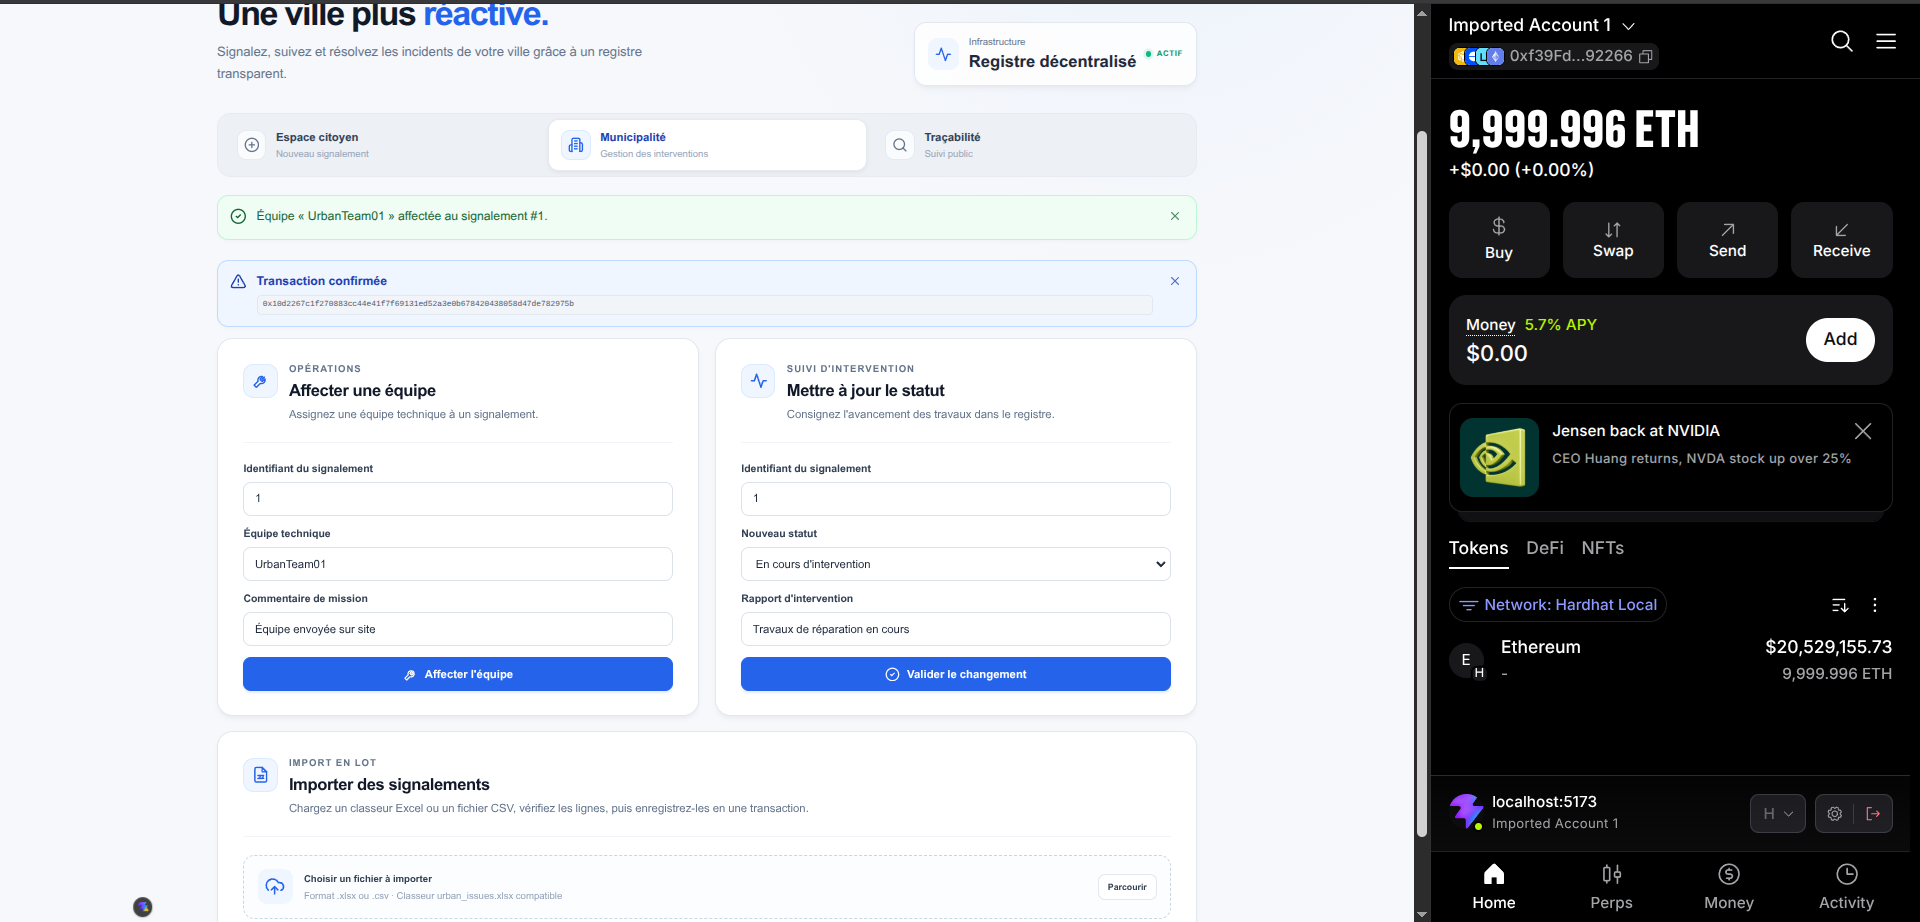 Une ville plus réactive.
Signalez, suivez et résolvez les incidents de votre ville grâce à un registre
transparent.
Infrastructure
Registre décentralisé
ACTIF
Espace citoyen
Nouveau signalement
Municipalité
Gestion des interventions
Traçabilité
Suivi public
Équipe « UrbanTeam01 » affectée au signalement #1.
Transaction confirmée
0x10d2267c1f270883cc44e41f7f69131ed52a3e0b678420438058d47de782975b
OPÉRATIONS
Affecter une équipe
Assignez une équipe technique à un signalement.
Identifiant du signalement
1
Équipe technique
UrbanTeam01
Commentaire de mission
Équipe envoyée sur site
Affecter l'équipe
SUIVI D'INTERVENTION
Mettre à jour le statut
Consignez l'avancement des travaux dans le registre.
Identifiant du signalement
1
Nouveau statut
En cours d'intervention
Rapport d'intervention
Travaux de réparation en cours
Valider le changement
IMPORT EN LOT
Importer des signalements
Chargez un classeur Excel ou un fichier CSV, vérifiez les lignes, puis enregistrez-les en une transaction.
Choisir un fichier à importer
Format .xlsx ou .csv · Classeur urban_issues.xlsx compatible
Parcourir
Imported Account 1
0xf39Fd...92266
9,999.996 ETH
+$0.00 (+0.00%)
Buy
Swap
Send
Receive
Money 5.7% APY
$0.00
Add
Jensen back at NVIDIA
CEO Huang returns, NVDA stock up over 25%
Tokens
DeFi
NFTs
Network: Hardhat Local
E
H
Ethereum
-
$20,529,155.73
9,999.996 ETH
localhost:5173
Imported Account 1
H
Home
Perps
Money
Activity